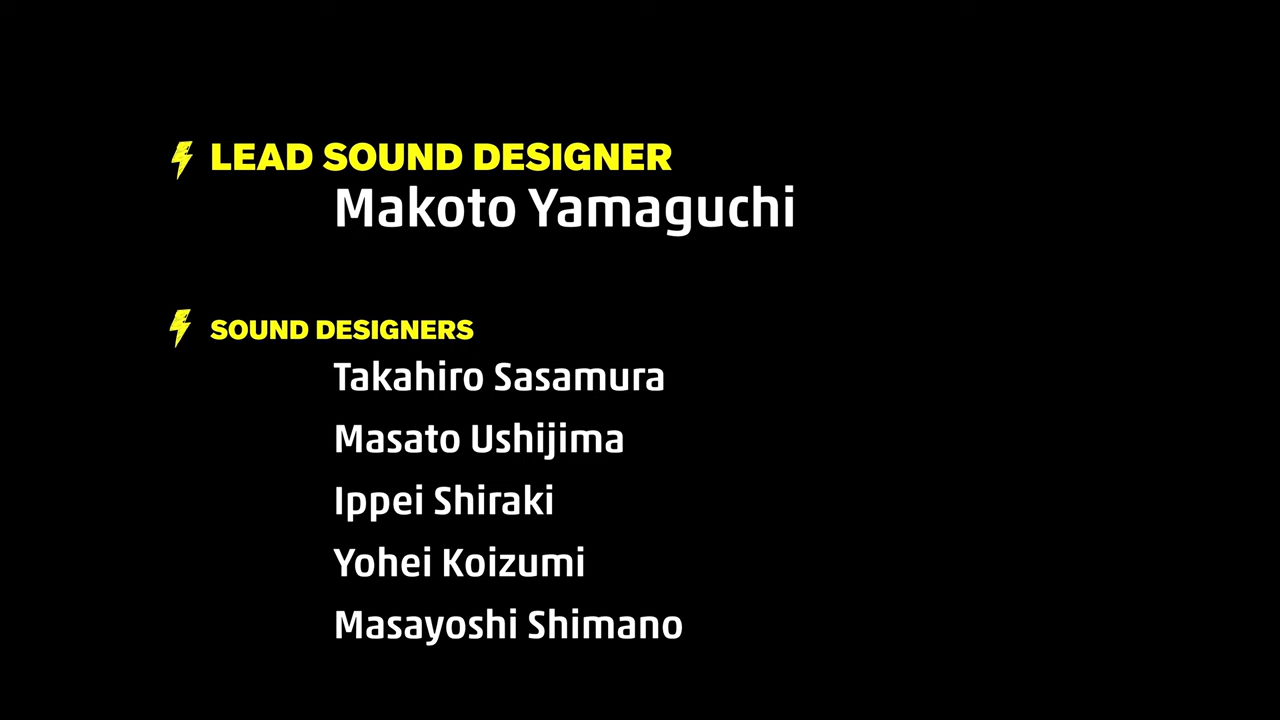 LEAD SOUND DESIGNER
Makoto Yamaguchi
SOUND DESIGNERS
Takahiro Sasamura
Masato Ushijima
Ippei Shiraki
Yohei Koizumi
Masayoshi Shimano